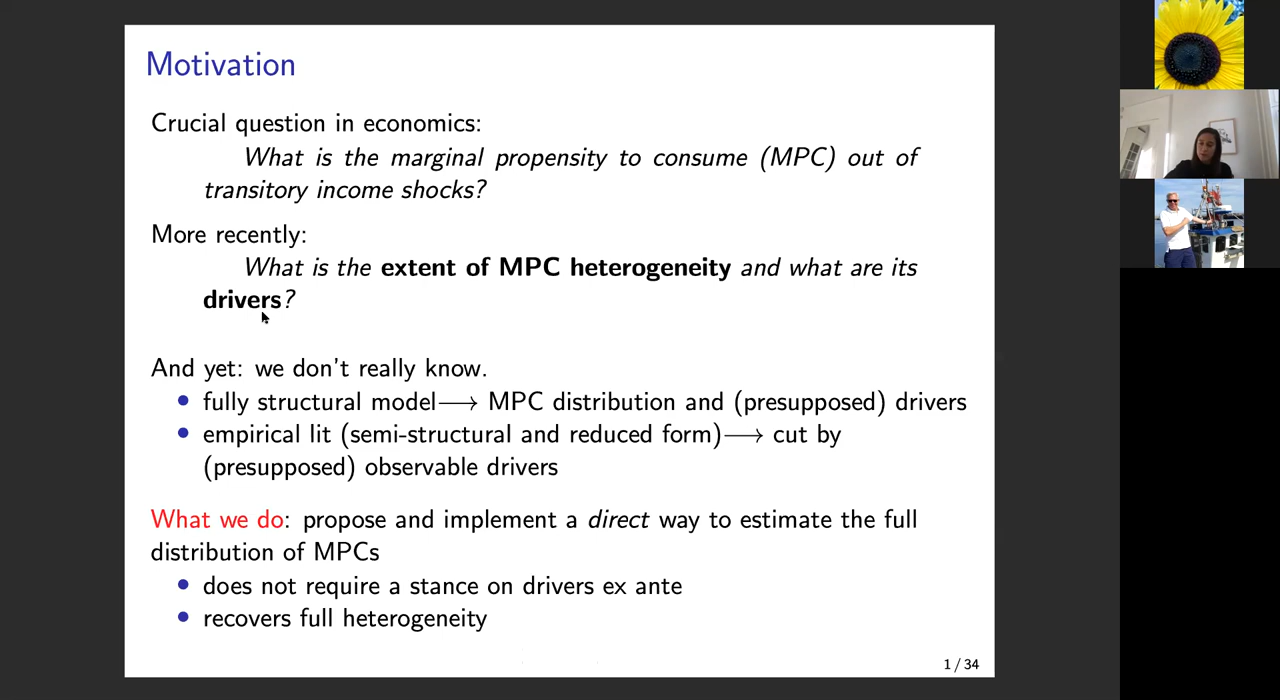 Motivation
Crucial question in economics:
What is the marginal propensity to consume (MPC) out of
transitory income shocks?
More recently:
What is the extent of MPC heterogeneity and what are its
drivers?
And yet: we don't really know.
• fully structural model⟶ MPC distribution and (presupposed) drivers
• empirical lit (semi-structural and reduced form)⟶ cut by
(presupposed) observable drivers
What we do: propose and implement a direct way to estimate the full
distribution of MPCs
• does not require a stance on drivers ex ante
• recovers full heterogeneity
1 / 34